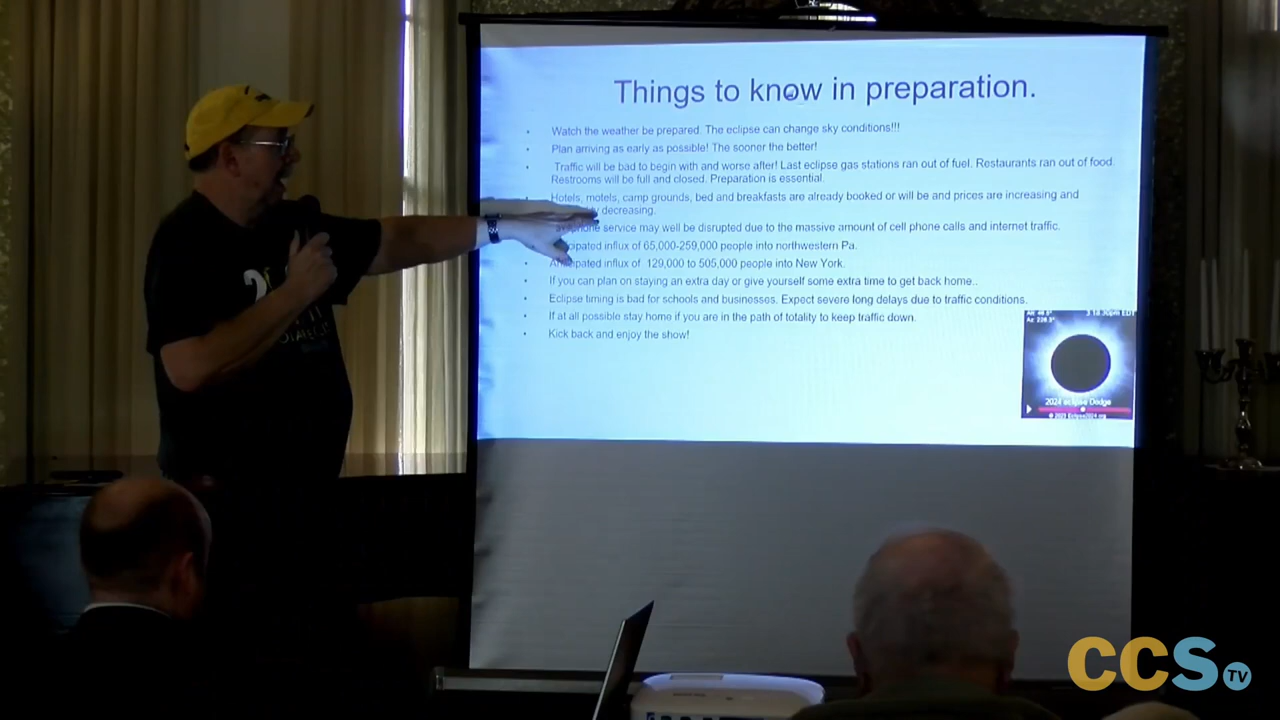 Things to know in preparation.
Watch the weather be prepared. The eclipse can change sky conditions!!!
Plan arriving as early as possible! The sooner the better!
Traffic will be bad to begin with and worse after! Last eclipse gas stations ran out of fuel. Restaurants ran out of food.
Restrooms will be full and closed. Preparation is essential.
Hotels, motels, camp grounds, bed and breakfasts are already booked or will be and prices are increasing and
decreasing.
service may well be disrupted due to the massive amount of cell phone calls and internet traffic.
influx of 65,000-259,000 people into northwestern Pa.
Anticipated influx of 129,000 to 505,000 people into New York.
If you can plan on staying an extra day or give yourself some extra time to get back home..
Eclipse timing is bad for schools and businesses. Expect severe long delays due to traffic conditions.
If at all possible stay home if you are in the path of totality to keep traffic down.
Kick back and enjoy the show!
3:18:30pm EDT
2024 eclipse Dodge
© 2023 Eclipse2024.org
CCS TV